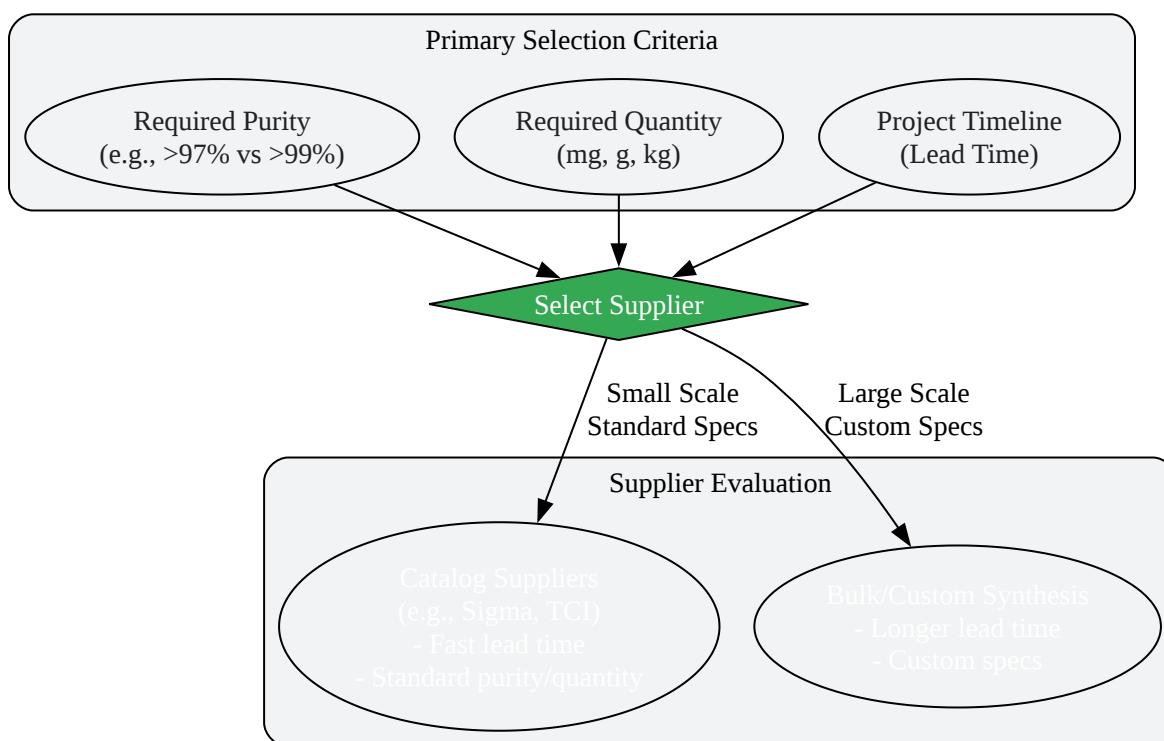 Primary Selection Criteria
Required Purity
(e.g., >97% vs >99%)
Required Quantity
(mg, g, kg)
Project Timeline
(Lead Time)
Select Supplier
Small Scale
Standard Specs
Large Scale
Custom Specs
Supplier Evaluation
Catalog Suppliers
(e.g., Sigma, TCI)
- Fast lead time
- Standard purity/quantity
Bulk/Custom Synthesis
- Longer lead time
- Custom specs